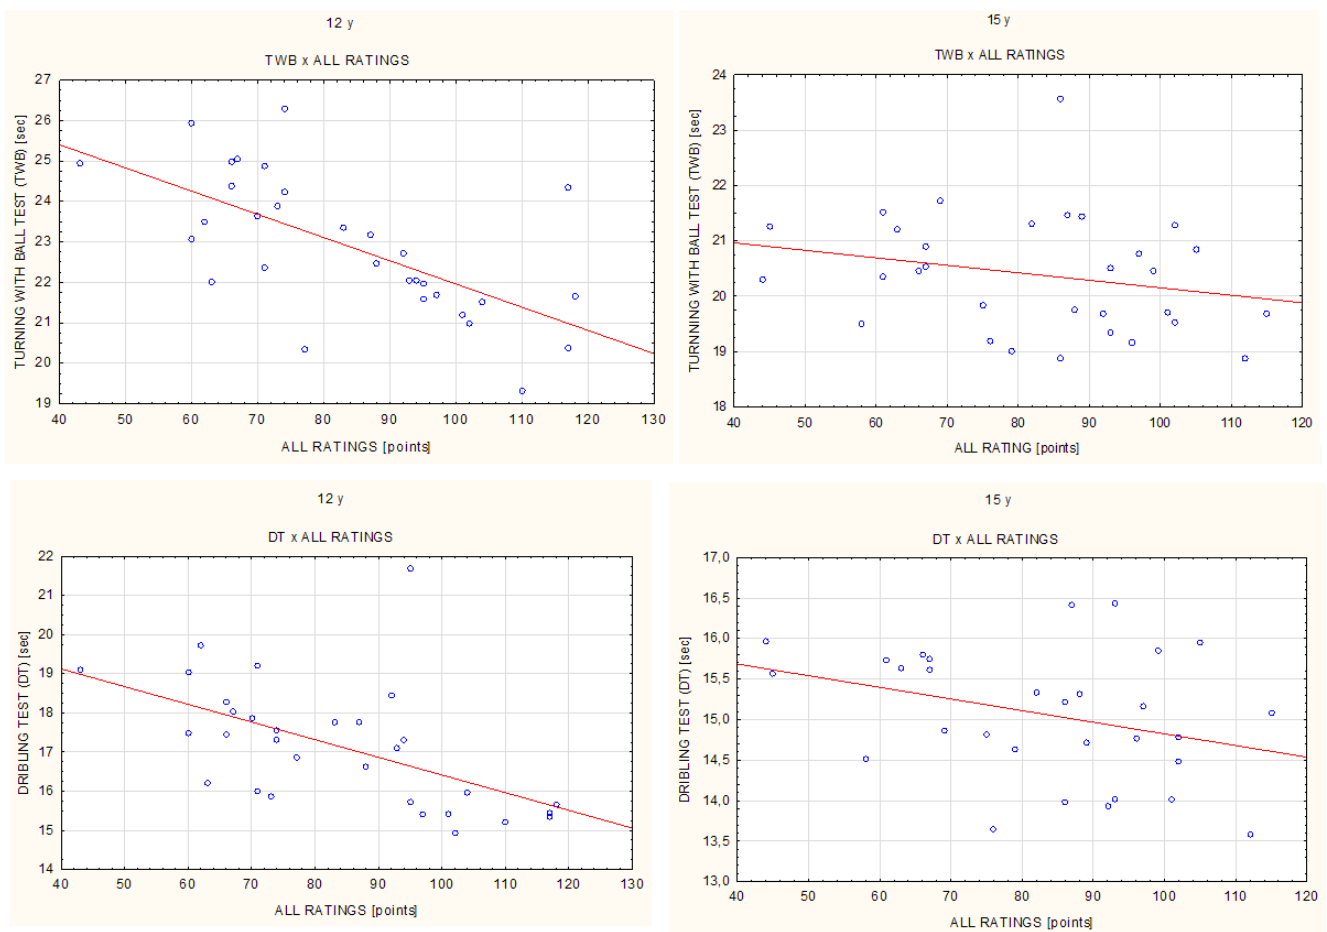 12 y
TWB x ALL RATINGS
27
26
25
24
23
22
21
20
19
TURNING WITH BALL TEST (TWB) [sec]
40 50 60 70 80 90 100 110 120 130
ALL RATINGS [points]
15 y
TWB x ALL RATINGS
24
23
22
21
20
19
18
TURNNING WITH BALL TEST (TWB) [sec]
40 50 60 70 80 90 100 110 120
ALL RATING [points]
12 y
DT x ALL RATINGS
22
21
20
19
18
17
16
15
14
DRIBLING TEST (DT) [sec]
40 50 60 70 80 90 100 110 120 130
ALL RATINGS [points]
15 y
DT x ALL RATINGS
17,0
16,5
16,0
15,5
15,0
14,5
14,0
13,5
13,0
DRIBLING TEST (DT) [sec]
40 50 60 70 80 90 100 110 120
ALL RATINGS [points]